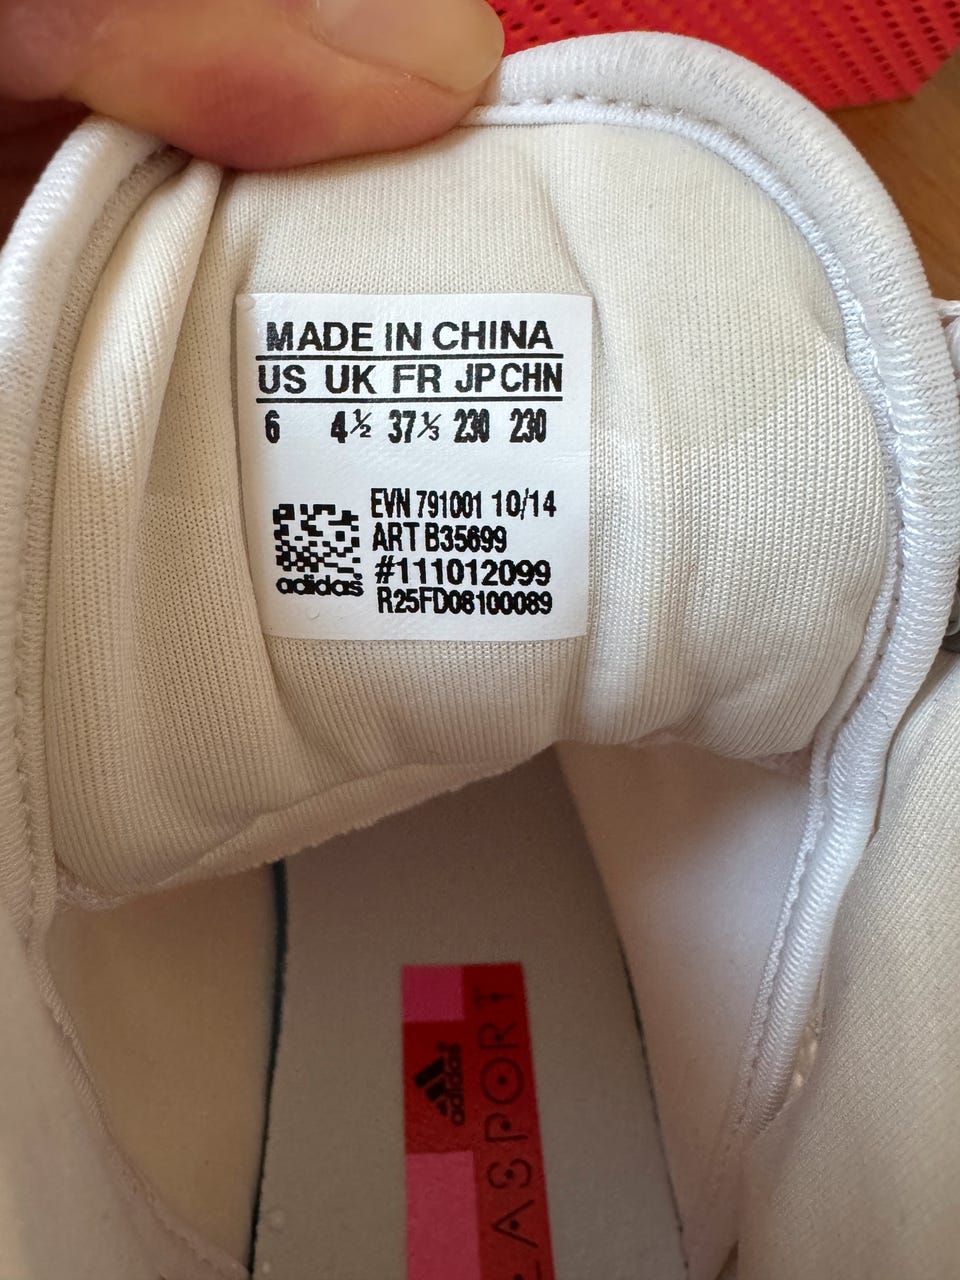 MADE IN CHINA
US UK FR JP CHN
6 4½ 37⅓ 230 230
EVN 791001 10/14
ART B35699
#111012099
R25FD08100089
adidas
adidas
LASPORT